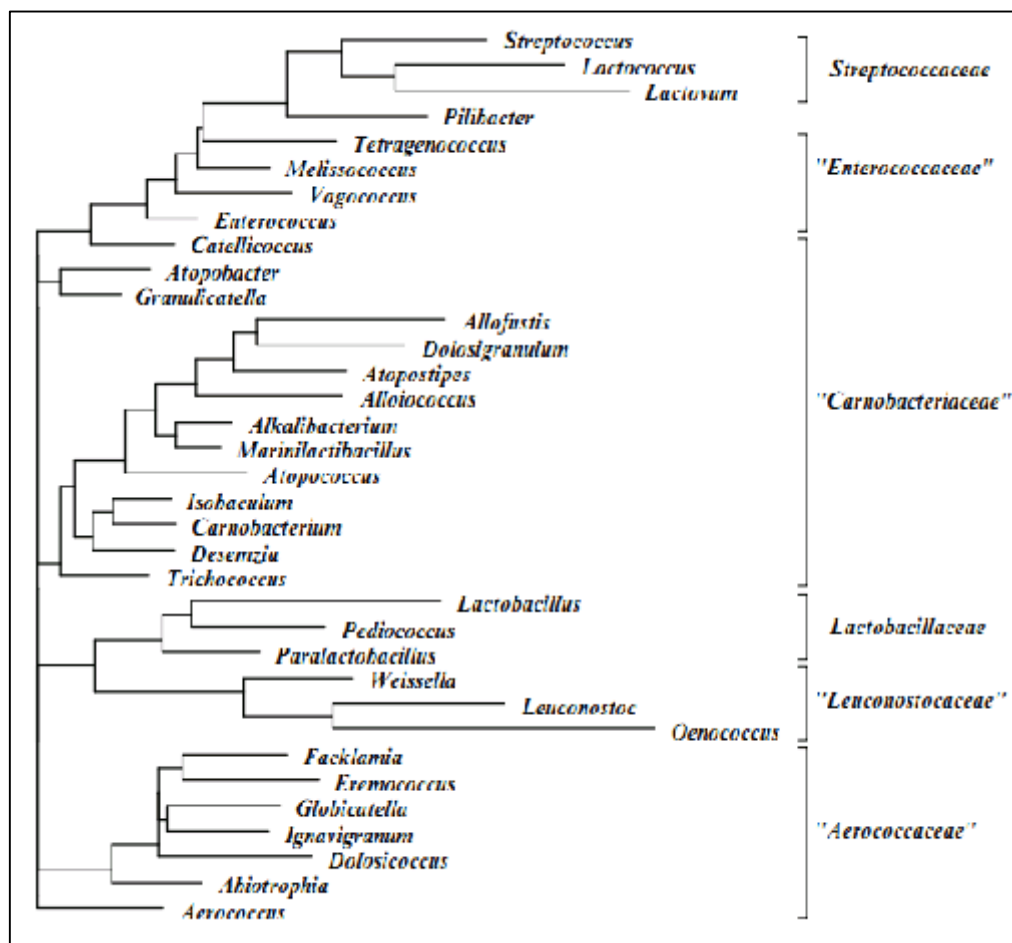 Streptococcus
Lactococcus
Streptococcaceae
Lactovum
Pilibacter
Tetragenococcus
Melissococcus
"Enterococcaceae"
Vagococcus
Enterococcus
Catellicoccus
Atopobacter
Granulicatella
Allofustis
Dolosigranulum
Atopostipes
Alloiococcus
"Carnobacteriaceae"
Alkalibacterium
Marinilactibacillus
Atopococcus
Isobaculum
Carnobacterium
Desemzia
Trichococcus
Lactobacillus
Pediococcus
Lactobacillaceae
Paralactobacillus
Weissella
"Leuconostocaceae"
Leuconostoc
Oenococcus
Facklamia
Eremococcus
Globicatella
Ignavigranum
"Aerococcaceae"
Dolosicoccus
Abiotrophia
Aerococcus